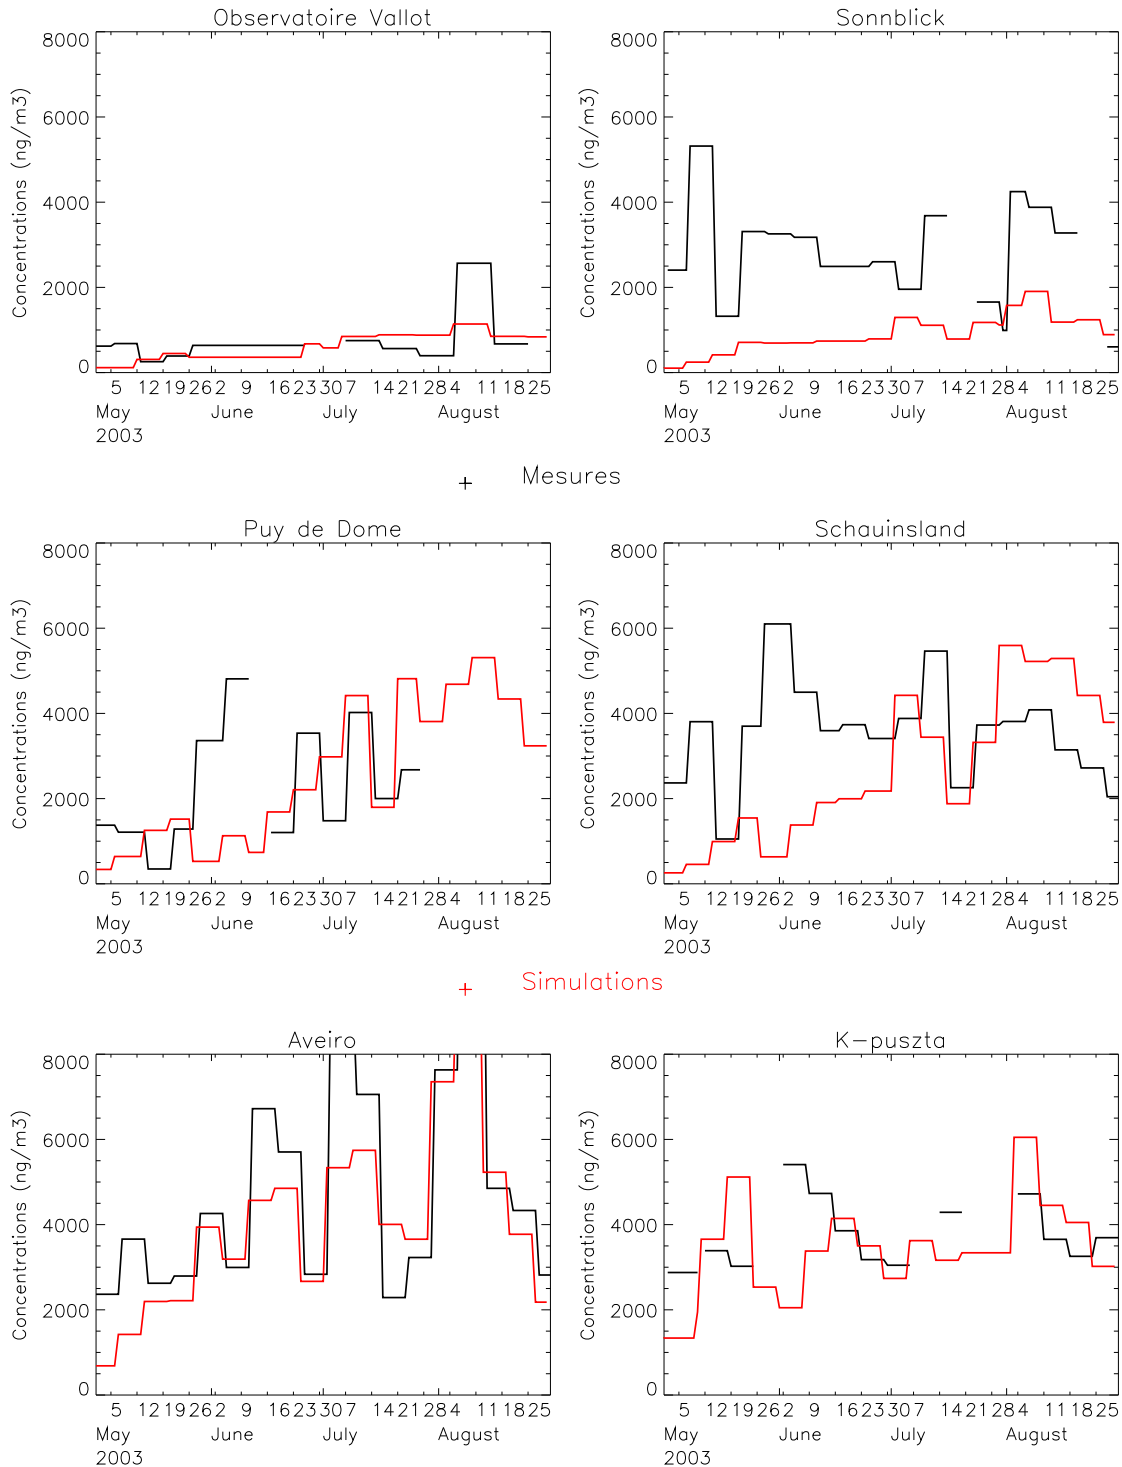 Observatoire Vallot
Sonnblick
Concentrations (ng/m3)
8000
6000
4000
2000
0
5 12 19 26 2 9 16 23 30 7 14 21 28 4 11 18 25
May June July August
2003
Concentrations (ng/m3)
8000
6000
4000
2000
0
5 12 19 26 2 9 16 23 30 7 14 21 28 4 11 18 25
May June July August
2003
+ Mesures
Puy de Dome
Schauinsland
Concentrations (ng/m3)
8000
6000
4000
2000
0
5 12 19 26 2 9 16 23 30 7 14 21 28 4 11 18 25
May June July August
2003
Concentrations (ng/m3)
8000
6000
4000
2000
0
5 12 19 26 2 9 16 23 30 7 14 21 28 4 11 18 25
May June July August
2003
+ Simulations
Aveiro
K-puszta
Concentrations (ng/m3)
8000
6000
4000
2000
0
5 12 19 26 2 9 16 23 30 7 14 21 28 4 11 18 25
May June July August
2003
Concentrations (ng/m3)
8000
6000
4000
2000
0
5 12 19 26 2 9 16 23 30 7 14 21 28 4 11 18 25
May June July August
2003